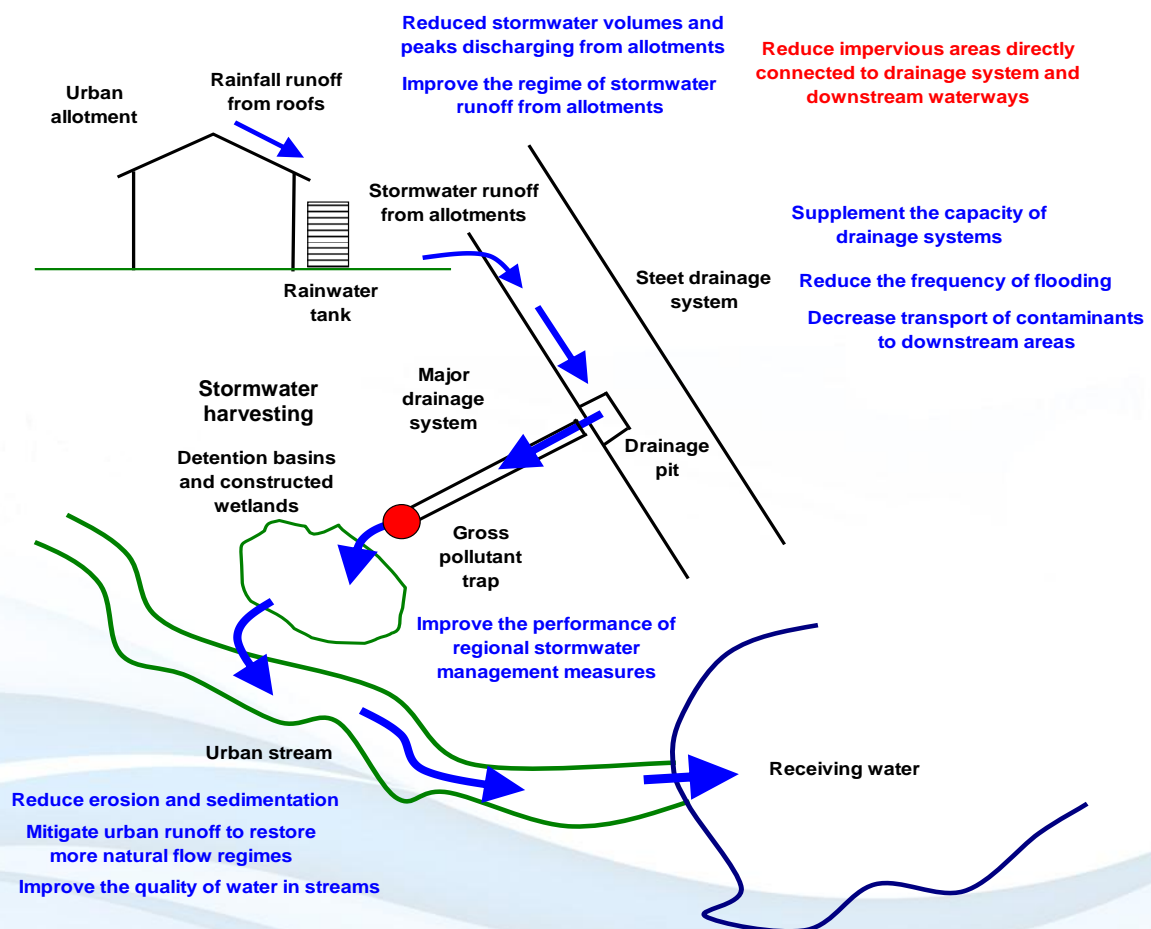 Reduced stormwater volumes and
peaks discharging from allotments
Improve the regime of stormwater
runoff from allotments
Reduce impervious areas directly
connected to drainage system and
downstream waterways
Urban
allotment
Rainfall runoff
from roofs
Stormwater runoff
from allotments
Rainwater
tank
Steet drainage
system
Supplement the capacity of
drainage systems
Reduce the frequency of flooding
Decrease transport of contaminants
to downstream areas
Stormwater
harvesting
Major
drainage
system
Drainage
pit
Detention basins
and constructed
wetlands
Gross
pollutant
trap
Improve the performance of
regional stormwater
management measures
Urban stream
Receiving water
Reduce erosion and sedimentation
Mitigate urban runoff to restore
more natural flow regimes
Improve the quality of water in streams